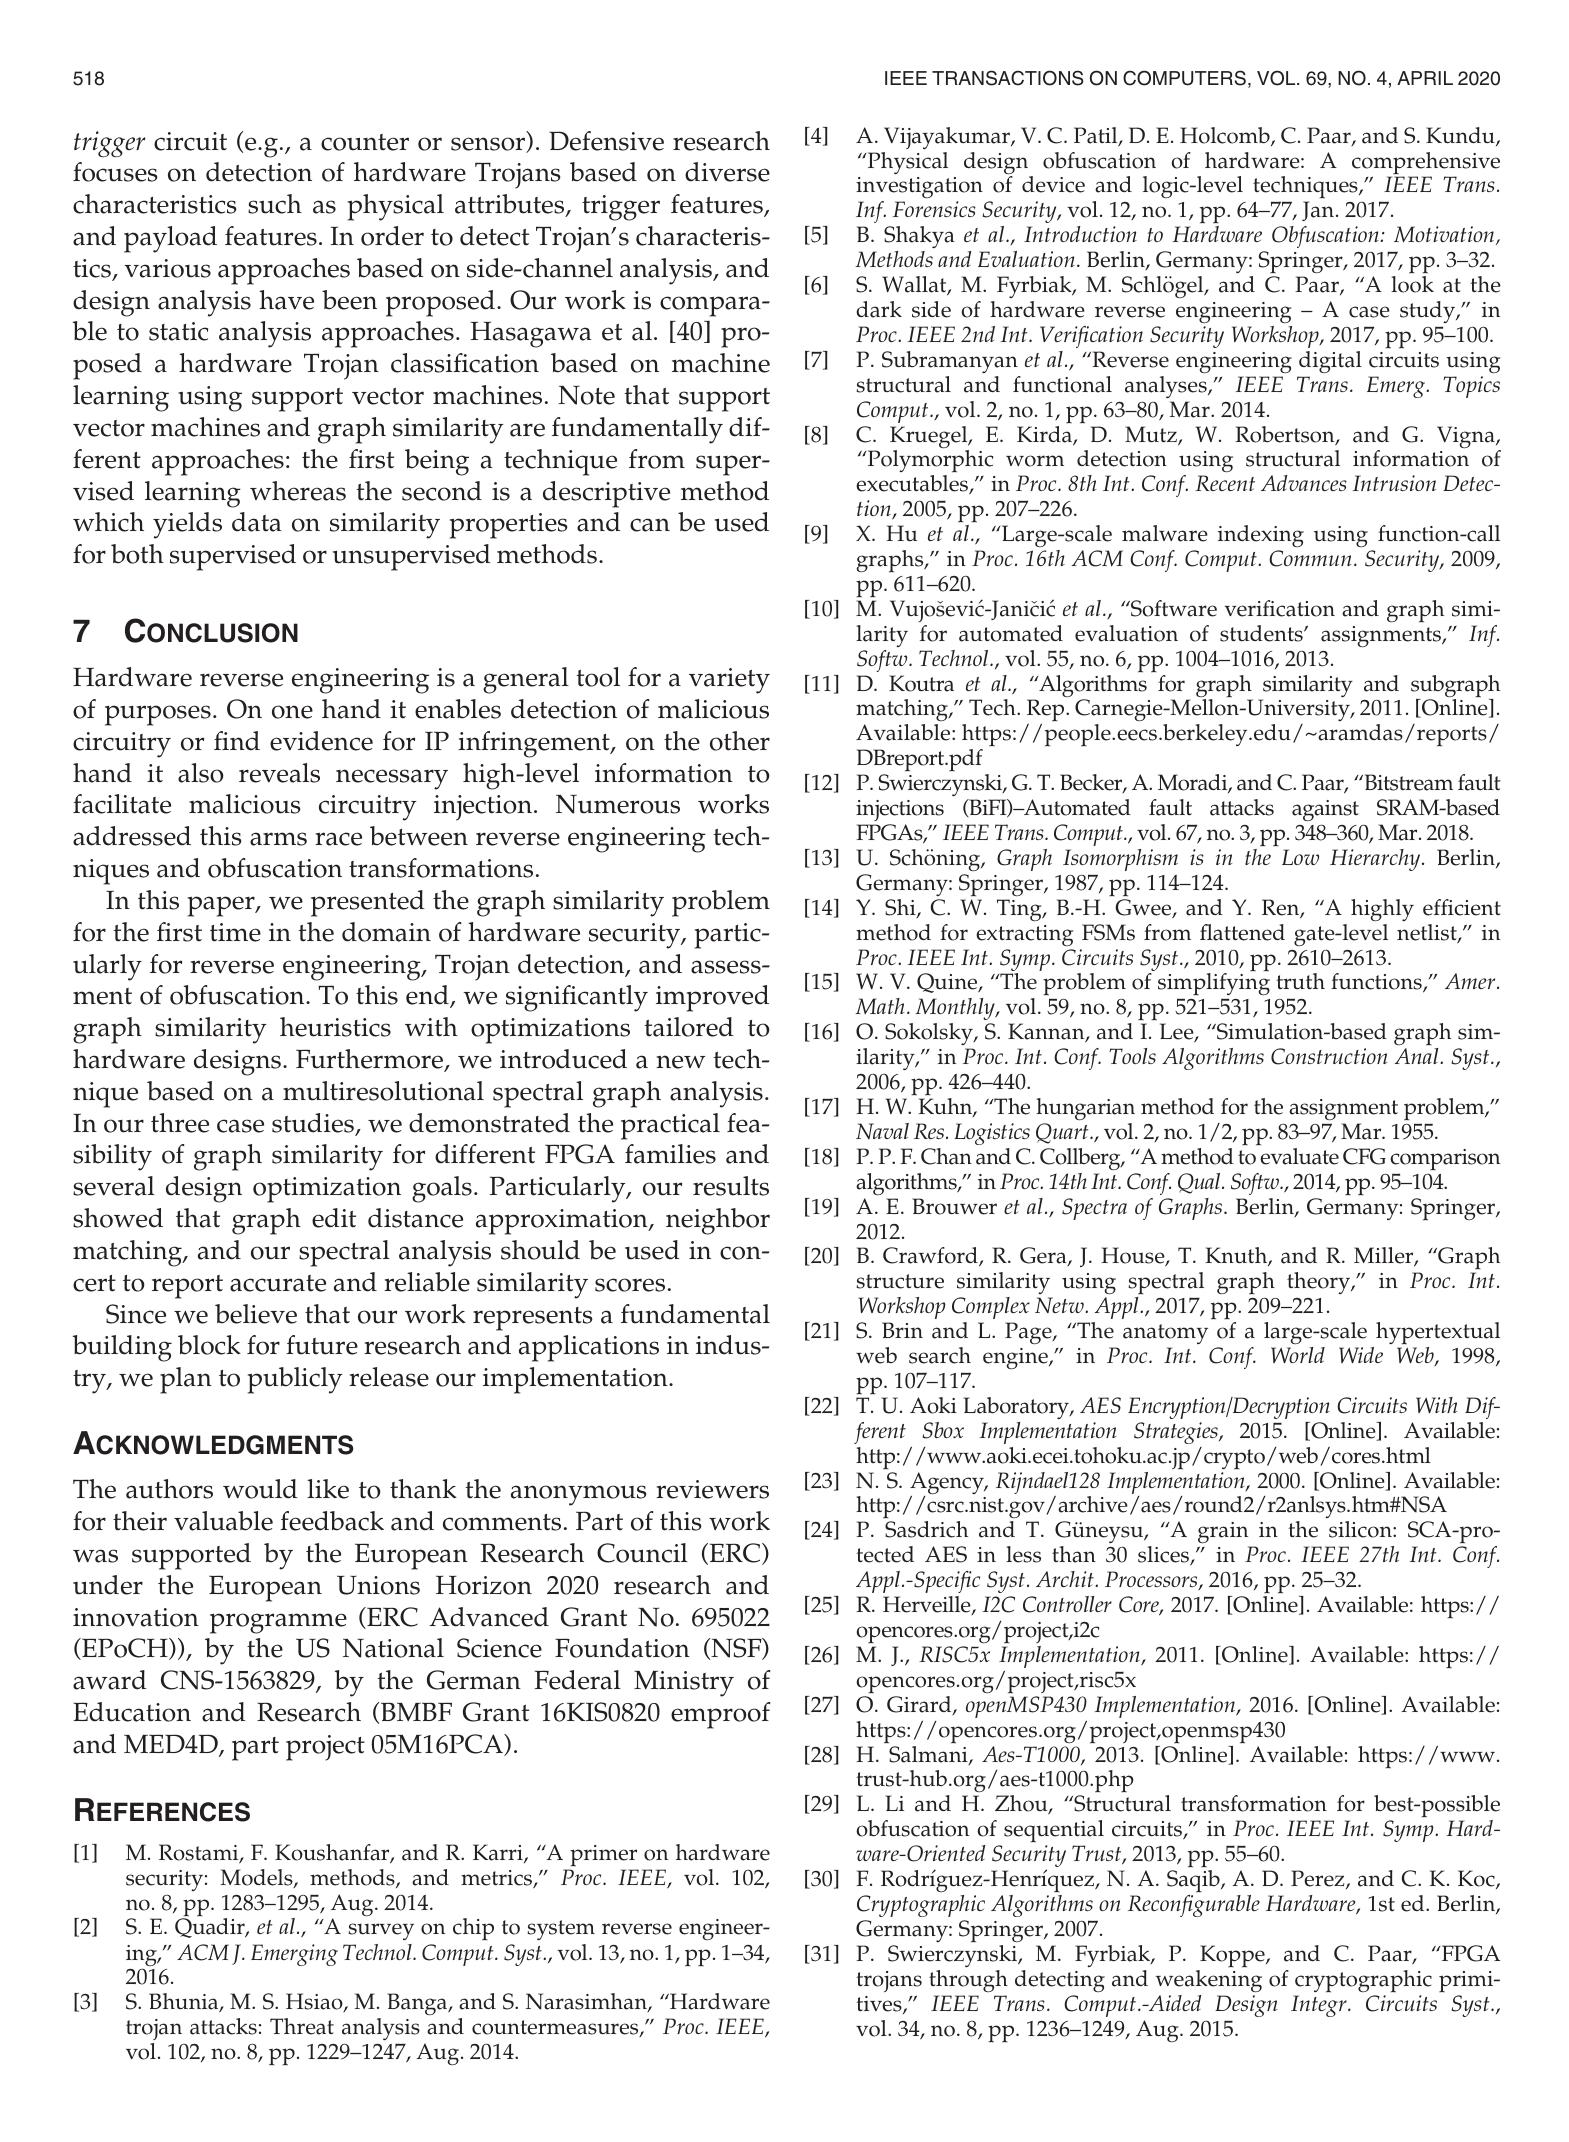 518
IEEE TRANSACTIONS ON COMPUTERS, VOL. 69, NO. 4, APRIL 2020
trigger circuit (e.g., a counter or sensor). Defensive research
focuses on detection of hardware Trojans based on diverse
characteristics such as physical attributes, trigger features,
and payload features. In order to detect Trojan's characteris-
tics, various approaches based on side-channel analysis, and
design analysis have been proposed. Our work is compara-
ble to static analysis approaches. Hasagawa et al. [40] pro-
posed a hardware Trojan classification based on machine
learning using support vector machines. Note that support
vector machines and graph similarity are fundamentally dif-
ferent approaches: the first being a technique from super-
vised learning whereas the second is a descriptive method
which yields data on similarity properties and can be used
for both supervised or unsupervised methods.
7 CONCLUSION
Hardware reverse engineering is a general tool for a variety
of purposes. On one hand it enables detection of malicious
circuitry or find evidence for IP infringement, on the other
hand it also reveals necessary high-level information to
facilitate malicious circuitry injection. Numerous works
addressed this arms race between reverse engineering tech-
niques and obfuscation transformations.
In this paper, we presented the graph similarity problem
for the first time in the domain of hardware security, partic-
ularly for reverse engineering, Trojan detection, and assess-
ment of obfuscation. To this end, we significantly improved
graph similarity heuristics with optimizations tailored to
hardware designs. Furthermore, we introduced a new tech-
nique based on a multiresolutional spectral graph analysis.
In our three case studies, we demonstrated the practical fea-
sibility of graph similarity for different FPGA families and
several design optimization goals. Particularly, our results
showed that graph edit distance approximation, neighbor
matching, and our spectral analysis should be used in con-
cert to report accurate and reliable similarity scores.
Since we believe that our work represents a fundamental
building block for future research and applications in indus-
try, we plan to publicly release our implementation.
ACKNOWLEDGMENTS
The authors would like to thank the anonymous reviewers
for their valuable feedback and comments. Part of this work
was supported by the European Research Council (ERC)
under the European Unions Horizon 2020 research and
innovation programme (ERC Advanced Grant No. 695022
(EPoCH)), by the US National Science Foundation (NSF)
award CNS-1563829, by the German Federal Ministry of
Education and Research (BMBF Grant 16KIS0820 emproof
and MED4D, part project 05M16PCA).
REFERENCES
[1] M. Rostami, F. Koushanfar, and R. Karri, “A primer on hardware
security: Models, methods, and metrics,” Proc. IEEE, vol. 102,
no. 8, pp. 1283–1295, Aug. 2014.
[2] S. E. Quadir, et al., “A survey on chip to system reverse engineer-
ing,” ACM J. Emerging Technol. Comput. Syst., vol. 13, no. 1, pp. 1–34,
2016.
[3] S. Bhunia, M. S. Hsiao, M. Banga, and S. Narasimhan, “Hardware
trojan attacks: Threat analysis and countermeasures,” Proc. IEEE,
vol. 102, no. 8, pp. 1229–1247, Aug. 2014.
[4] A. Vijayakumar, V. C. Patil, D. E. Holcomb, C. Paar, and S. Kundu,
“Physical design obfuscation of hardware: A comprehensive
investigation of device and logic-level techniques,” IEEE Trans.
Inf. Forensics Security, vol. 12, no. 1, pp. 64–77, Jan. 2017.
[5] B. Shakya et al., Introduction to Hardware Obfuscation: Motivation,
Methods and Evaluation. Berlin, Germany: Springer, 2017, pp. 3–32.
[6] S. Wallat, M. Fyrbiak, M. Schlögel, and C. Paar, “A look at the
dark side of hardware reverse engineering – A case study,” in
Proc. IEEE 2nd Int. Verification Security Workshop, 2017, pp. 95–100.
[7] P. Subramanyan et al., “Reverse engineering digital circuits using
structural and functional analyses,” IEEE Trans. Emerg. Topics
Comput., vol. 2, no. 1, pp. 63–80, Mar. 2014.
[8] C. Kruegel, E. Kirda, D. Mutz, W. Robertson, and G. Vigna,
“Polymorphic worm detection using structural information of
executables,” in Proc. 8th Int. Conf. Recent Advances Intrusion Detec-
tion, 2005, pp. 207–226.
[9] X. Hu et al., “Large-scale malware indexing using function-call
graphs,” in Proc. 16th ACM Conf. Comput. Commun. Security, 2009,
pp. 611–620.
[10] M. Vujošević-Janičić et al., “Software verification and graph simi-
larity for automated evaluation of students’ assignments,” Inf.
Softw. Technol., vol. 55, no. 6, pp. 1004–1016, 2013.
[11] D. Koutra et al., “Algorithms for graph similarity and subgraph
matching,” Tech. Rep. Carnegie-Mellon-University, 2011. [Online].
Available: https://people.eecs.berkeley.edu/~aramdas/reports/
DBreport.pdf
[12] P. Swierczynski, G. T. Becker, A. Moradi, and C. Paar, “Bitstream fault
injections (BiFI)–Automated fault attacks against SRAM-based
FPGAs,” IEEE Trans. Comput., vol. 67, no. 3, pp. 348–360, Mar. 2018.
[13] U. Schöning, Graph Isomorphism is in the Low Hierarchy. Berlin,
Germany: Springer, 1987, pp. 114–124.
[14] Y. Shi, C. W. Ting, B.-H. Gwee, and Y. Ren, “A highly efficient
method for extracting FSMs from flattened gate-level netlist,” in
Proc. IEEE Int. Symp. Circuits Syst., 2010, pp. 2610–2613.
[15] W. V. Quine, “The problem of simplifying truth functions,” Amer.
Math. Monthly, vol. 59, no. 8, pp. 521–531, 1952.
[16] O. Sokolsky, S. Kannan, and I. Lee, “Simulation-based graph sim-
ilarity,” in Proc. Int. Conf. Tools Algorithms Construction Anal. Syst.,
2006, pp. 426–440.
[17] H. W. Kuhn, “The hungarian method for the assignment problem,”
Naval Res. Logistics Quart., vol. 2, no. 1/2, pp. 83–97, Mar. 1955.
[18] P. P. F. Chan and C. Collberg, “A method to evaluate CFG comparison
algorithms,” in Proc. 14th Int. Conf. Qual. Softw., 2014, pp. 95–104.
[19] A. E. Brouwer et al., Spectra of Graphs. Berlin, Germany: Springer,
2012.
[20] B. Crawford, R. Gera, J. House, T. Knuth, and R. Miller, “Graph
structure similarity using spectral graph theory,” in Proc. Int.
Workshop Complex Netw. Appl., 2017, pp. 209–221.
[21] S. Brin and L. Page, “The anatomy of a large-scale hypertextual
web search engine,” in Proc. Int. Conf. World Wide Web, 1998,
pp. 107–117.
[22] T. U. Aoki Laboratory, AES Encryption/Decryption Circuits With Dif-
ferent Sbox Implementation Strategies, 2015. [Online]. Available:
http://www.aoki.ecei.tohoku.ac.jp/crypto/web/cores.html
[23] N. S. Agency, Rijndael128 Implementation, 2000. [Online]. Available:
http://csrc.nist.gov/archive/aes/round2/r2anlsys.htm#NSA
[24] P. Sasdrich and T. Güneysu, “A grain in the silicon: SCA-pro-
tected AES in less than 30 slices,” in Proc. IEEE 27th Int. Conf.
Appl.-Specific Syst. Archit. Processors, 2016, pp. 25–32.
[25] R. Herveille, I2C Controller Core, 2017. [Online]. Available: https://
opencores.org/project,i2c
[26] M. J., RISC5x Implementation, 2011. [Online]. Available: https://
opencores.org/project,risc5x
[27] O. Girard, openMSP430 Implementation, 2016. [Online]. Available:
https://opencores.org/project,openmsp430
[28] H. Salmani, Aes-T1000, 2013. [Online]. Available: https://www.
trust-hub.org/aes-t1000.php
[29] L. Li and H. Zhou, “Structural transformation for best-possible
obfuscation of sequential circuits,” in Proc. IEEE Int. Symp. Hard-
ware-Oriented Security Trust, 2013, pp. 55–60.
[30] F. Rodríguez-Henríquez, N. A. Saqib, A. D. Perez, and C. K. Koc,
Cryptographic Algorithms on Reconfigurable Hardware, 1st ed. Berlin,
Germany: Springer, 2007.
[31] P. Swierczynski, M. Fyrbiak, P. Koppe, and C. Paar, “FPGA
trojans through detecting and weakening of cryptographic primi-
tives,” IEEE Trans. Comput.-Aided Design Integr. Circuits Syst.,
vol. 34, no. 8, pp. 1236–1249, Aug. 2015.